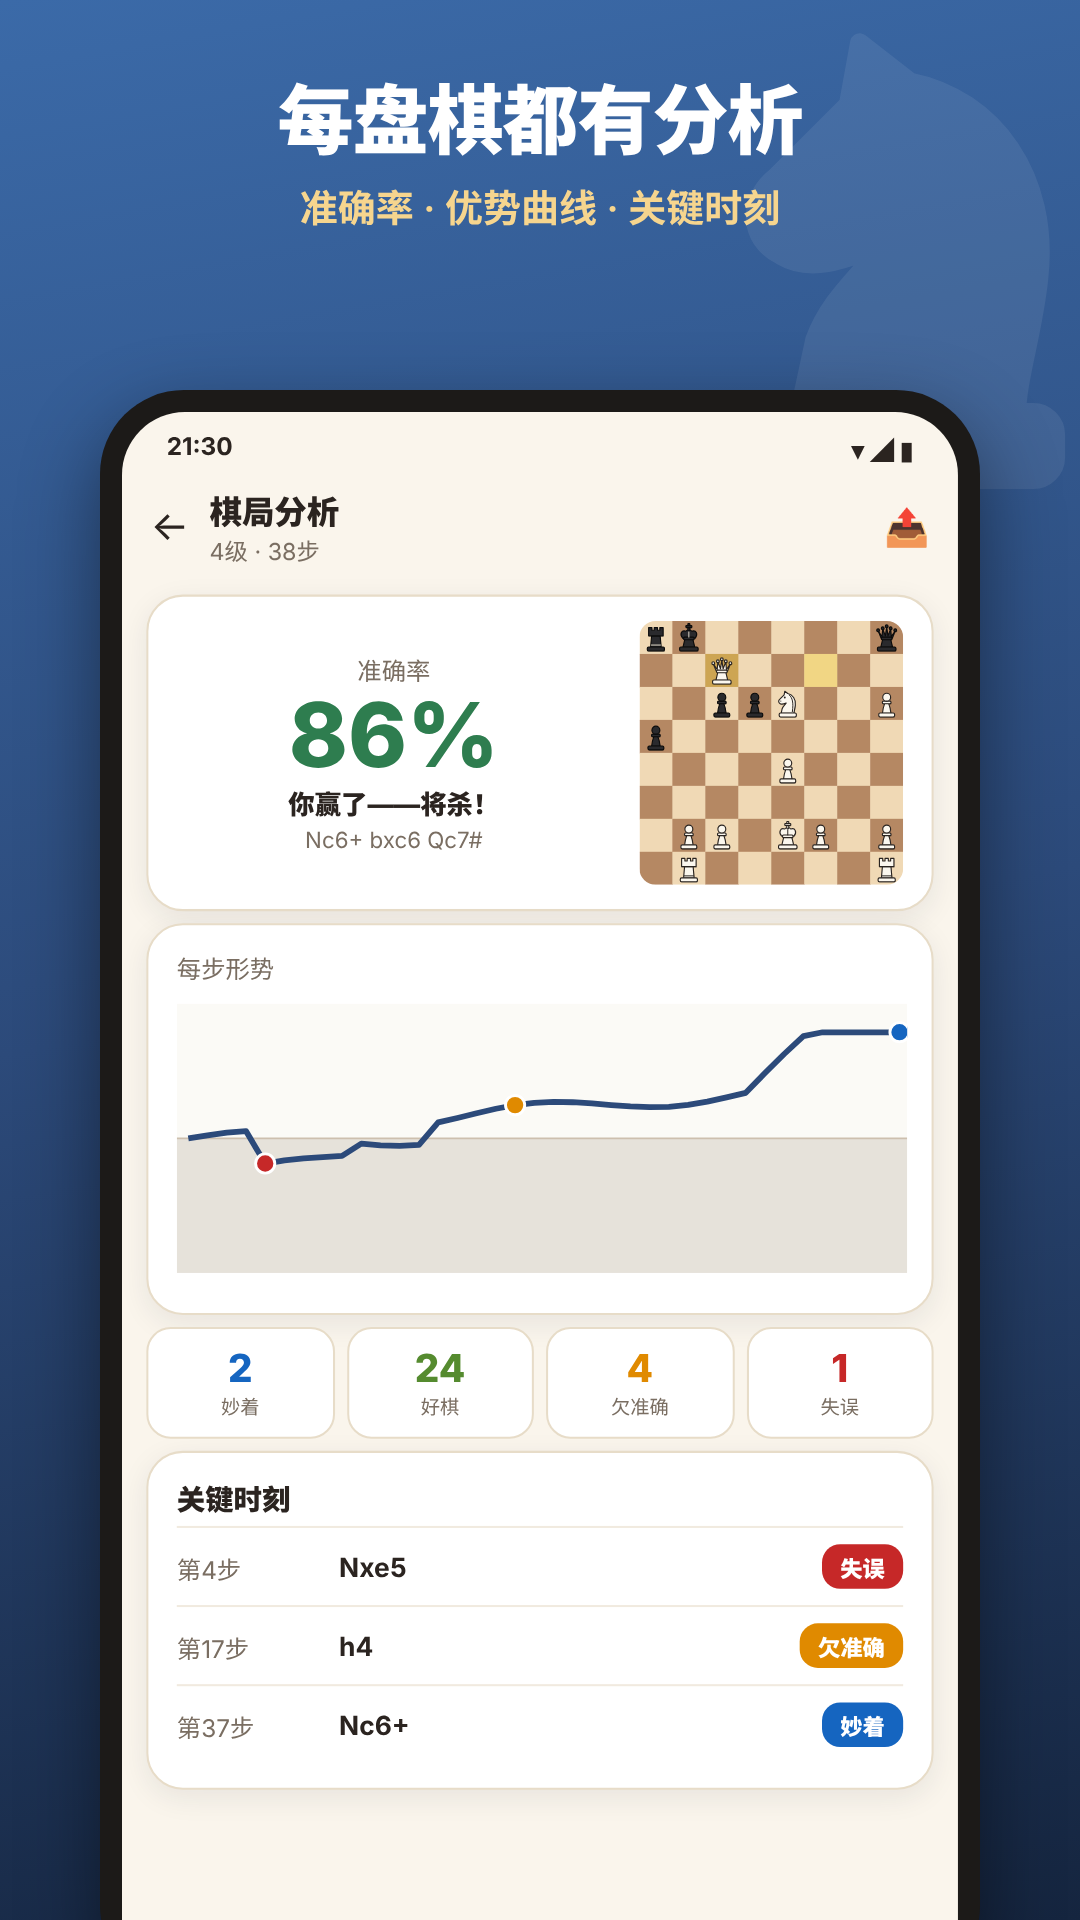 每盘棋都有分析
准确率 · 优势曲线 · 关键时刻
21:30
棋局分析
4级 · 38步
准确率
86%
你赢了——将杀!
Nc6+ bxc6 Qc7#
每步形势
2
妙着
24
好棋
4
欠准确
1
失误
关键时刻
第4步 Nxe5 失误
第17步 h4 欠准确
第37步 Nc6+ 妙着